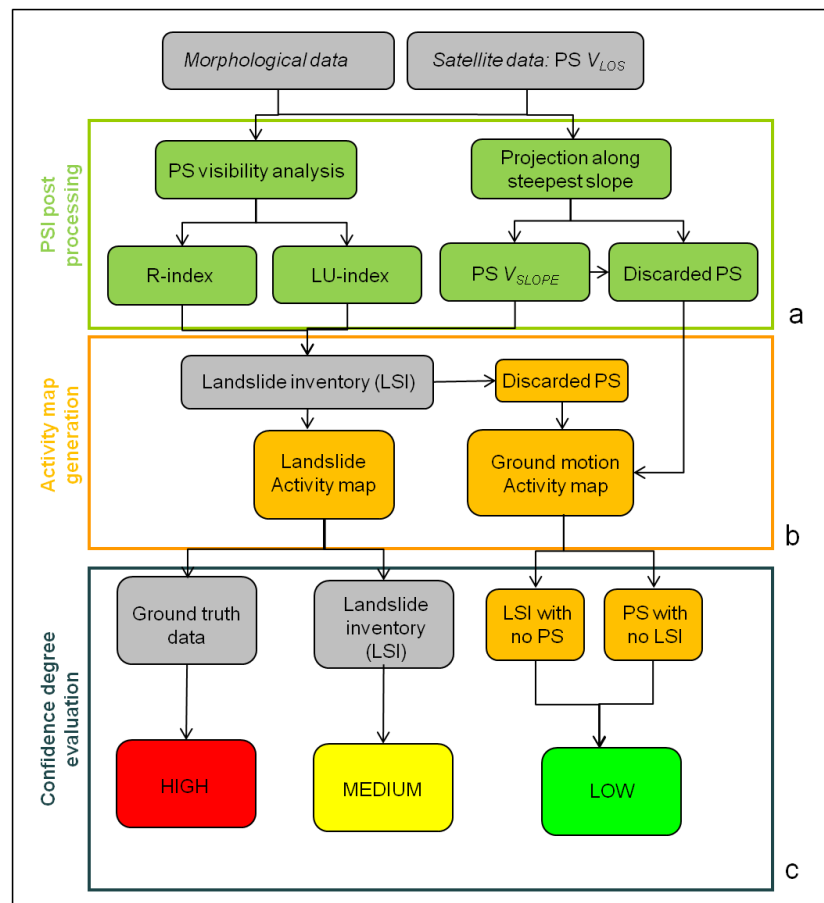 Morphological data
Satellite data: PS V_LOS
PSI post
processing
PS visibility analysis
Projection along
steepest slope
R-index
LU-index
PS V_SLOPE
Discarded PS
a
Activity map
generation
Landslide inventory (LSI)
Discarded PS
Landslide
Activity map
Ground motion
Activity map
b
Confidence degree
evaluation
Ground truth
data
Landslide
inventory
(LSI)
LSI with
no PS
PS with
no LSI
HIGH
MEDIUM
LOW
c